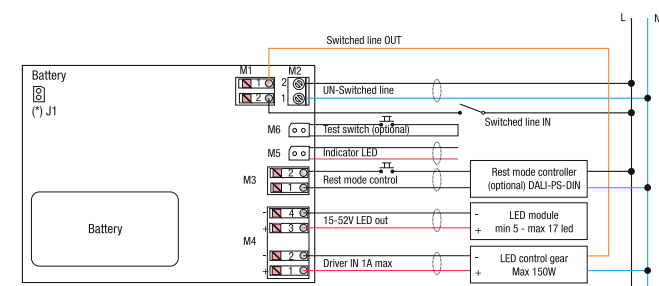 L N
Switched line OUT
Battery
(*) J1
M1
M2
1
2
2
1
UN-Switched line
Switched line IN
M6
Test switch (optional)
M5
Indicator LED
M3
2
1
Rest mode control
Rest mode controller
(optional) DALI-PS-DIN
Battery
M4
- 4
+ 3
15-52V LED out
-
+
LED module
min 5 - max 17 led
- 2
+ 1
Driver IN 1A max
-
+
LED control gear
Max 150W